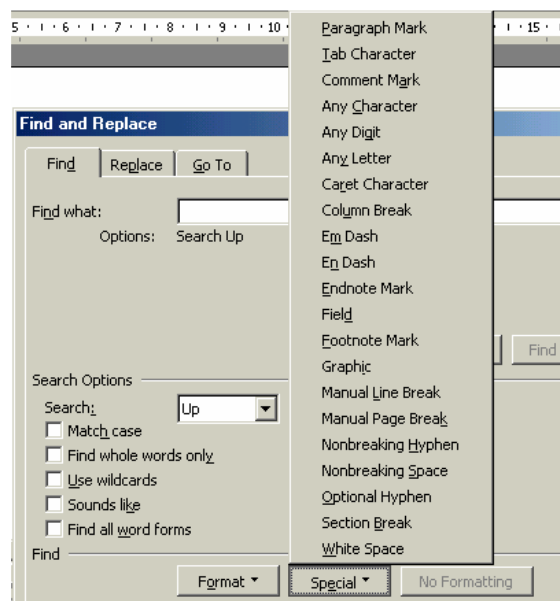 5 · 1 · 6 · 1 · 7 · 1 · 8 · 1 · 9 · 1 · 10 · 1 · 15 ·
Find and Replace
Find
Replace
Go To
Find what:
Options: Search Up
Find
Search Options
Search: Up
Match case
Find whole words only
Use wildcards
Sounds like
Find all word forms
Find
Format
Special
No Formatting
Paragraph Mark
Tab Character
Comment Mark
Any Character
Any Digit
Any Letter
Caret Character
Column Break
Em Dash
En Dash
Endnote Mark
Field
Footnote Mark
Graphic
Manual Line Break
Manual Page Break
Nonbreaking Hyphen
Nonbreaking Space
Optional Hyphen
Section Break
White Space